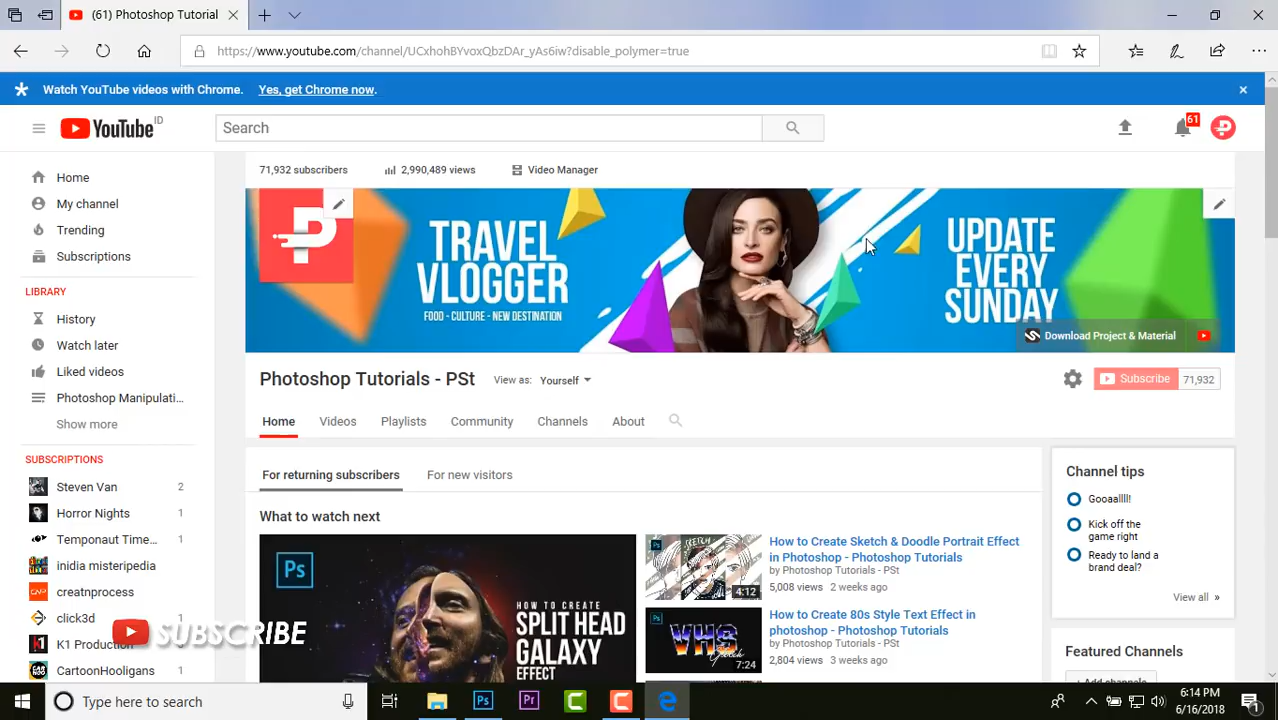 (61) Photoshop Tutorial
https://www.youtube.com/channel/UCxhohBYvoxQbzDAr_yAs6iw?disable_polymer=true
Watch YouTube videos with Chrome. Yes, get Chrome now.
YouTube ID
Search
61
Home
My channel
Trending
Subscriptions
LIBRARY
History
Watch later
Liked videos
Photoshop Manipulati...
Show more
SUBSCRIPTIONS
Steven Van 2
Horror Nights 1
Temponaut Time... 1
inidia misteripedia
creatnprocess
click3d 1
K1 Production
CartoonHooligans
SUBSCRIBE
71,932 subscribers 2,990,489 views Video Manager
TRAVEL
VLOGGER
FOOD - CULTURE - NEW DESTINATION
UPDATE
EVERY
SUNDAY
Download Project & Material
Photoshop Tutorials - PSt View as: Yourself
Subscribe 71,932
Home Videos Playlists Community Channels About
For returning subscribers For new visitors
What to watch next
Ps
HOW TO CREATE
SPLIT HEAD
GALAXY
EFFECT
SKETCH
4:12
How to Create Sketch & Doodle Portrait Effect
in Photoshop - Photoshop Tutorials
by Photoshop Tutorials - PSt
5,008 views 2 weeks ago
VHS
Glitch
7:24
How to Create 80s Style Text Effect in
photoshop - Photoshop Tutorials
by Photoshop Tutorials - PSt
2,804 views 3 weeks ago
Channel tips
Gooaallll!
Kick off the
game right
Ready to land a
brand deal?
View all »
Featured Channels
+ Add channels
Type here to search
Ps
Pr
6:14 PM
6/16/2018
1